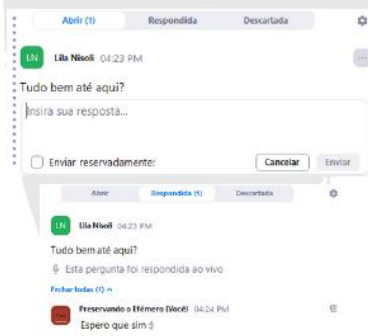 Abrir (1) Respondida Descartada
LN Lila Nisoli 04:23 PM
Tudo bem até aqui?
Insira sua resposta...
Enviar reservadamente: Cancelar Enviar
Abrir Respondida (1) Descartada
LN Lila Nisoli 04:23 PM
Tudo bem até aqui?
Esta pergunta foi respondida ao vivo
Fechar todas (1)
Preservando o Efêmero (Você) 04:24 PM
Espero que sim :)